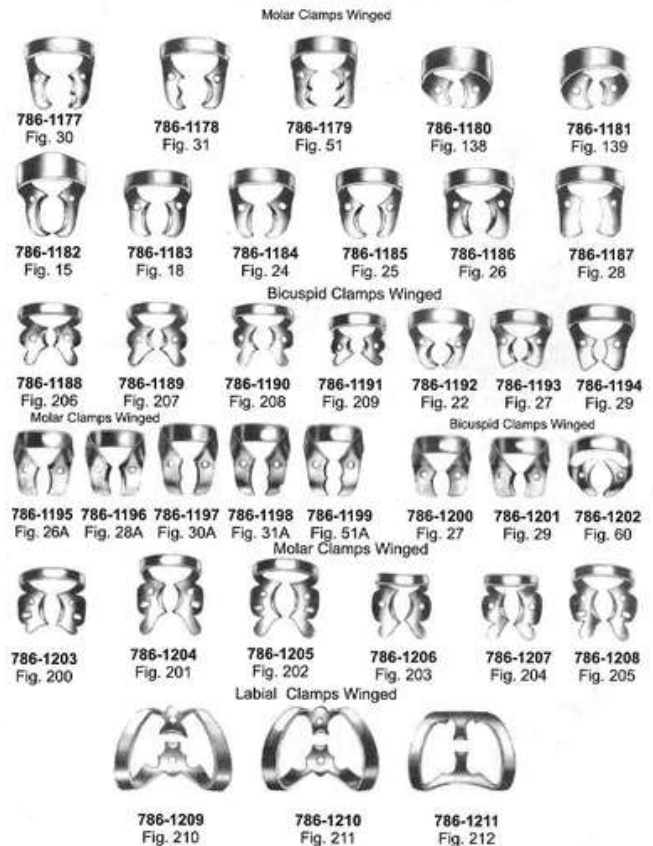 Molar Clamps Winged
786-1177 786-1178 786-1179 786-1180 786-1181
Fig. 30 Fig. 31 Fig. 51 Fig. 138 Fig. 139
786-1182 786-1183 786-1184 786-1185 786-1186 786-1187
Fig. 15 Fig. 18 Fig. 24 Fig. 25 Fig. 26 Fig. 28
Bicuspid Clamps Winged
786-1188 786-1189 786-1190 786-1191 786-1192 786-1193 786-1194
Fig. 206 Fig. 207 Fig. 208 Fig. 209 Fig. 22 Fig. 27 Fig. 29
Molar Clamps Winged Bicuspid Clamps Winged
786-1195 786-1196 786-1197 786-1198 786-1199 786-1200 786-1201 786-1202
Fig. 26A Fig. 28A Fig. 30A Fig. 31A Fig. 51A Fig. 27 Fig. 29 Fig. 60
Molar Clamps Winged
786-1203 786-1204 786-1205 786-1206 786-1207 786-1208
Fig. 200 Fig. 201 Fig. 202 Fig. 203 Fig. 204 Fig. 205
Labial Clamps Winged
786-1209 786-1210 786-1211
Fig. 210 Fig. 211 Fig. 212